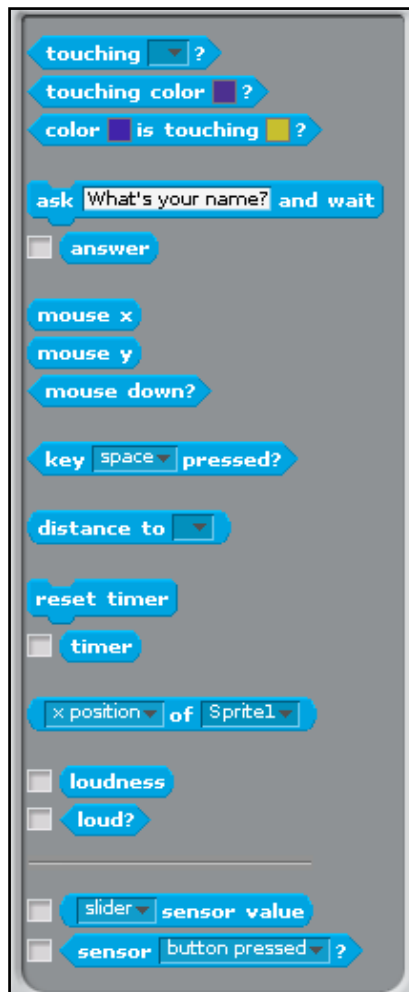 touching ?
touching color ?
color is touching ?
ask What's your name? and wait
answer
mouse x
mouse y
mouse down?
key space pressed?
distance to
reset timer
timer
x position of Sprite1
loudness
loud?
slider sensor value
sensor button pressed ?